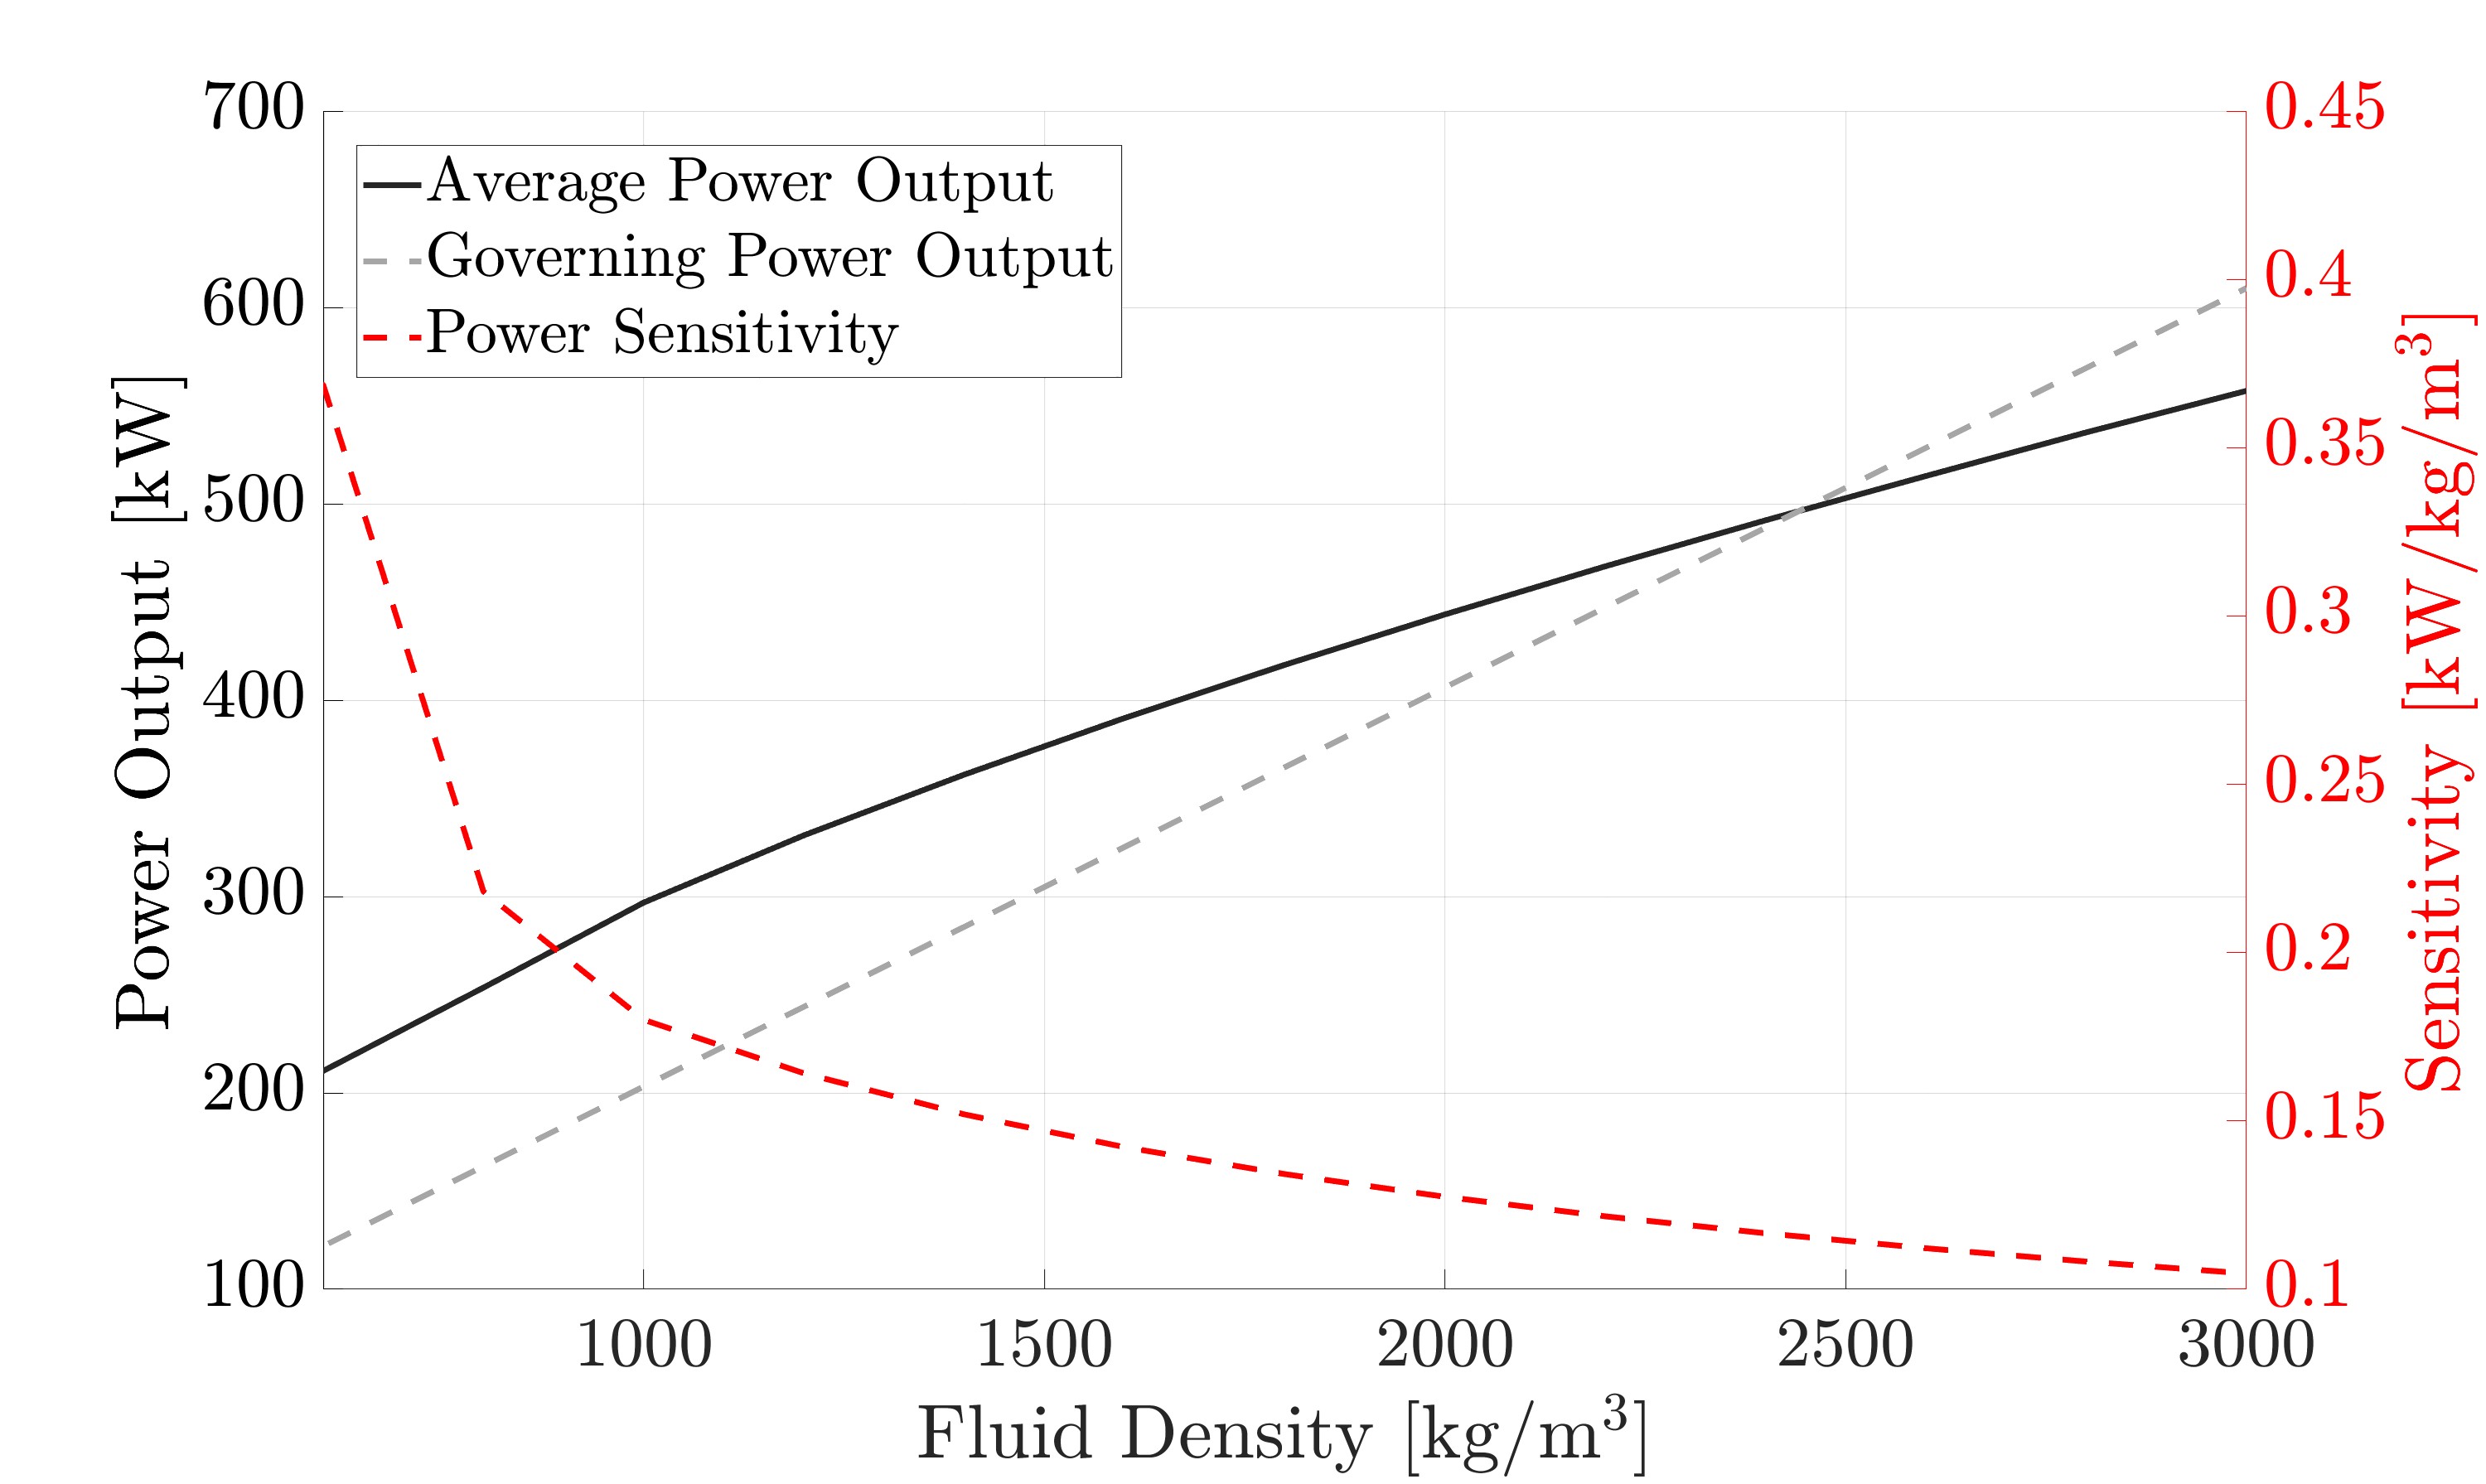 700
600
500
400
300
200
100
Power Output [kW]
Average Power Output
Governing Power Output
Power Sensitivity
0.45
0.4
0.35
0.3
0.25
0.2
0.15
0.1
Sensitivity [kW/kg/m³]
1000 1500 2000 2500 3000
Fluid Density [kg/m³]